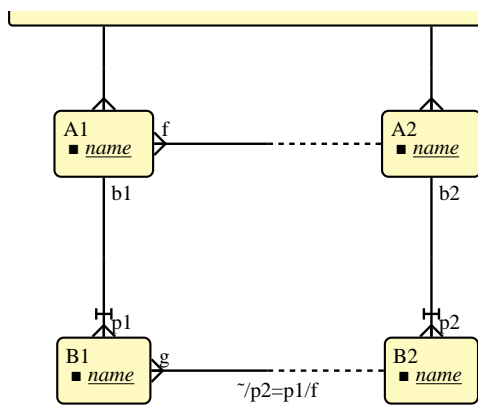 A1
■ name
f
A2
■ name
b1
b2
p1
p2
B1
■ name
g
B2
■ name
~/p2=p1/f